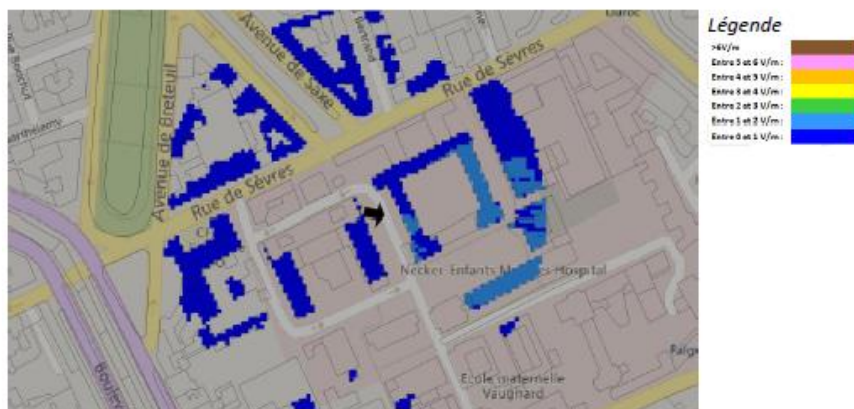 Légende
>6V/m
Entre 5 et 6 V/m :
Entre 4 et 5 V/m :
Entre 3 et 4 V/m :
Entre 2 et 3 V/m :
Entre 1 et 2 V/m :
Entre 0 et 1 V/m :
Bertrand
Avenue de Saxe
Rue de Sèvres
Avenue de Breteuil
Rue de Sèvres
Necker Enfants Hospital
Ecole maternelle
Vaugirard